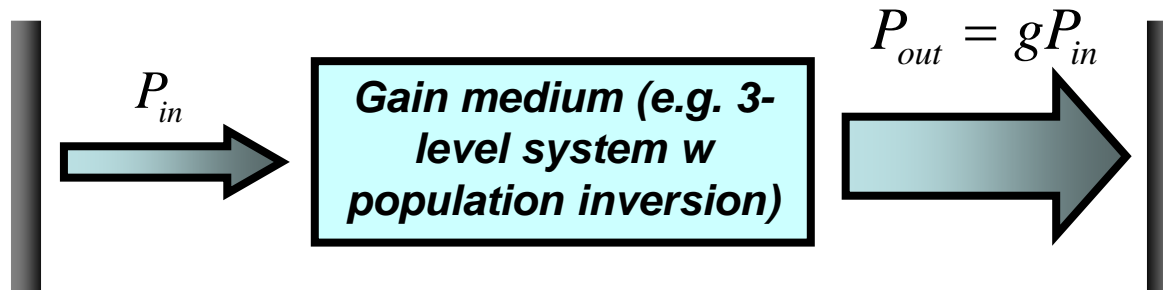 P_in
Gain medium (e.g. 3-
level system w
population inversion)
P_out = gP_in